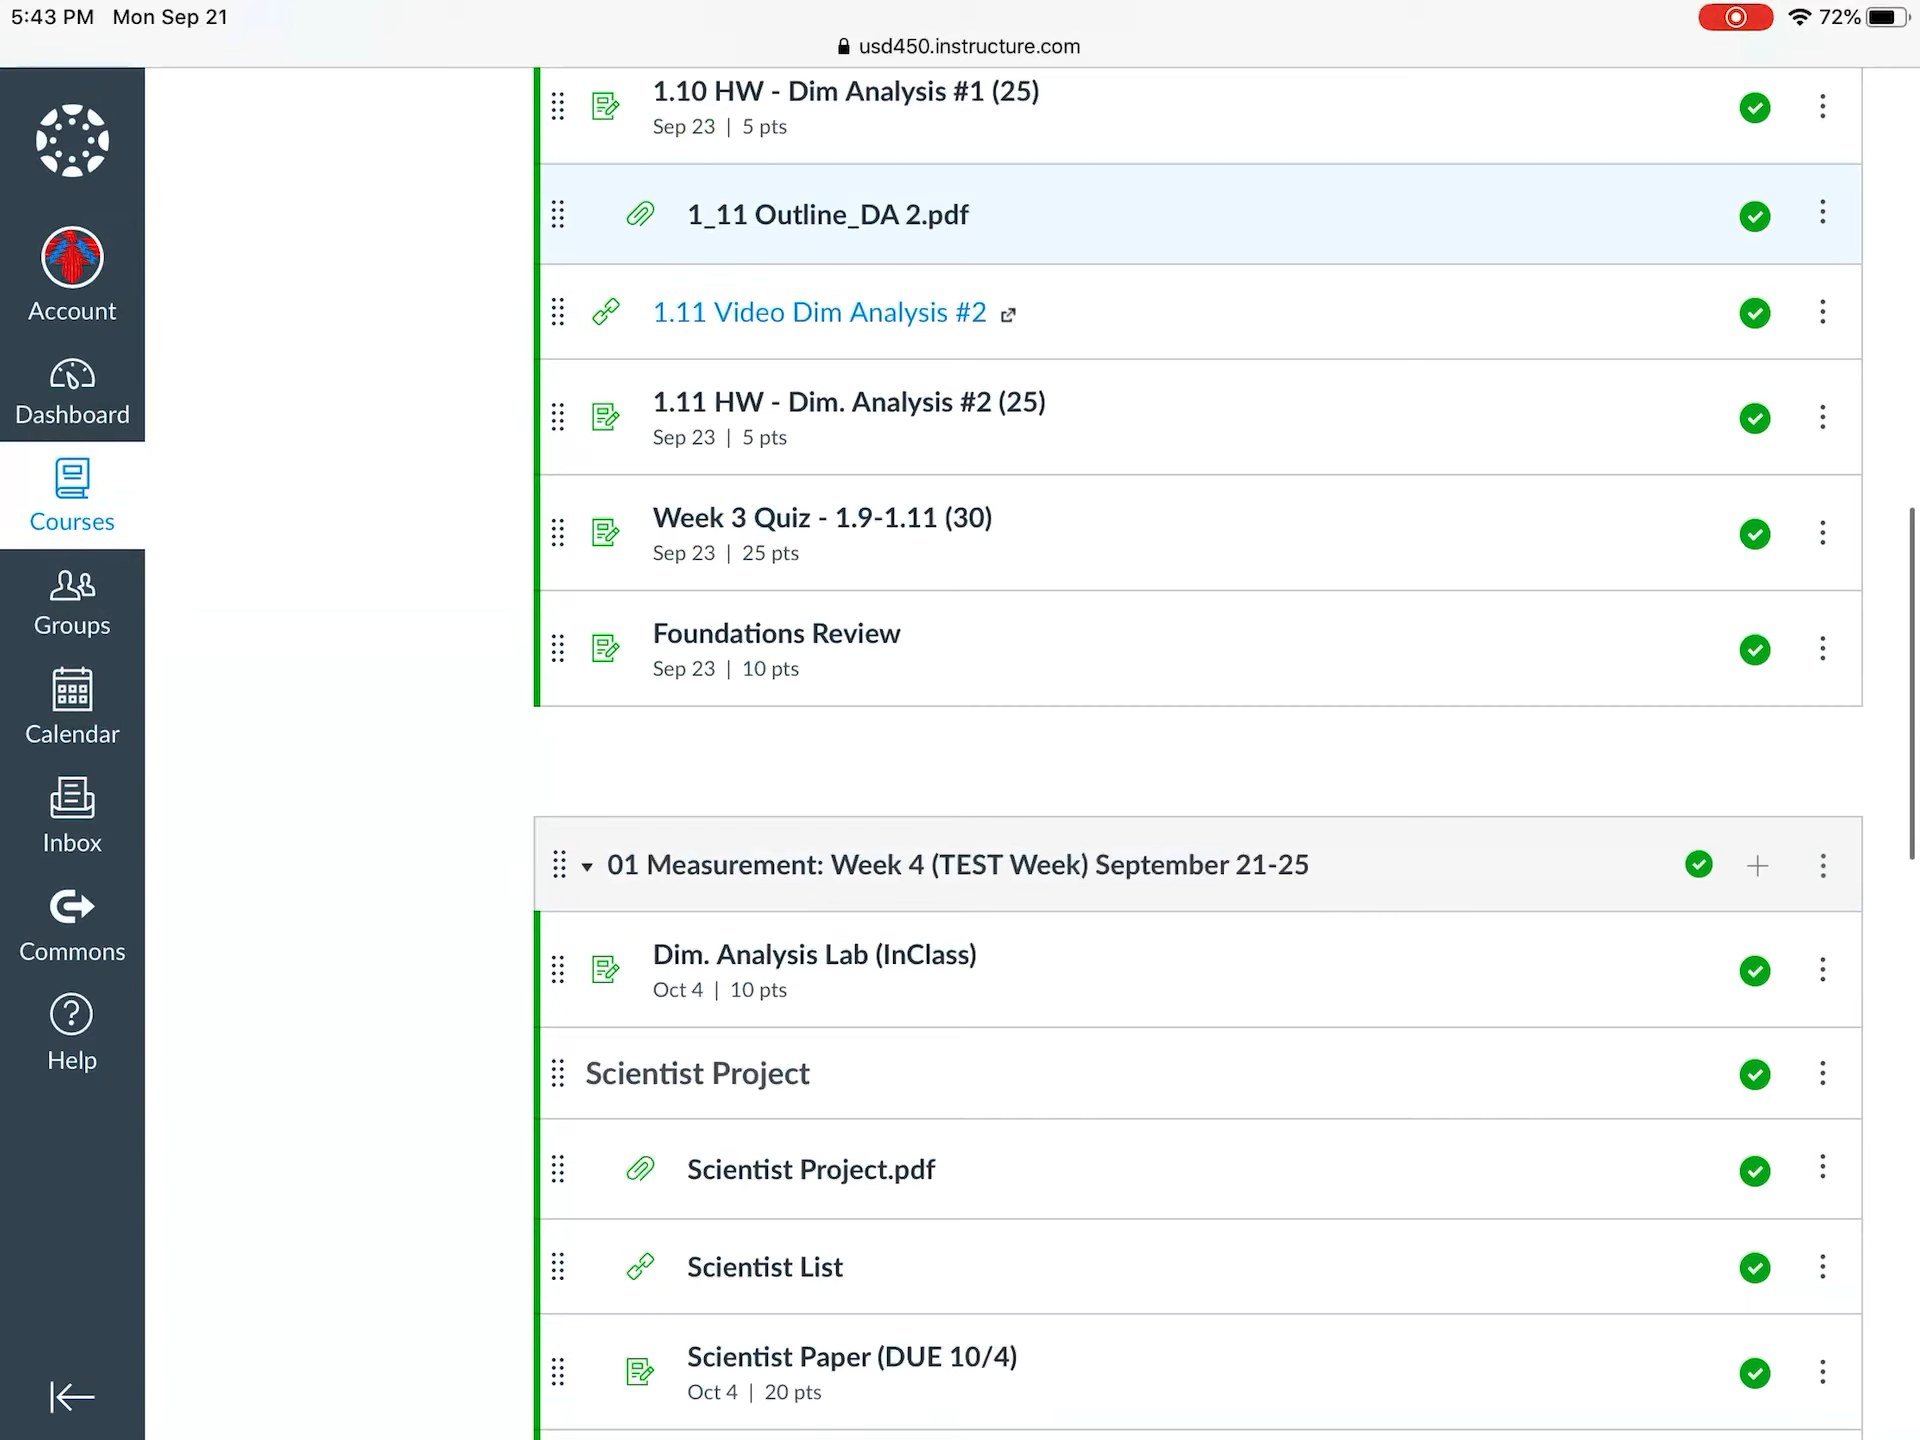 5:43 PM Mon Sep 21
72%
usd450.instructure.com
1.10 HW - Dim Analysis #1 (25)
Sep 23 | 5 pts
1_11 Outline_DA 2.pdf
Account
1.11 Video Dim Analysis #2
Dashboard
1.11 HW - Dim. Analysis #2 (25)
Sep 23 | 5 pts
Courses
Week 3 Quiz - 1.9-1.11 (30)
Sep 23 | 25 pts
Groups
Foundations Review
Sep 23 | 10 pts
Calendar
Inbox
01 Measurement: Week 4 (TEST Week) September 21-25
Commons
Dim. Analysis Lab (InClass)
Oct 4 | 10 pts
Help
Scientist Project
Scientist Project.pdf
Scientist List
Scientist Paper (DUE 10/4)
Oct 4 | 20 pts